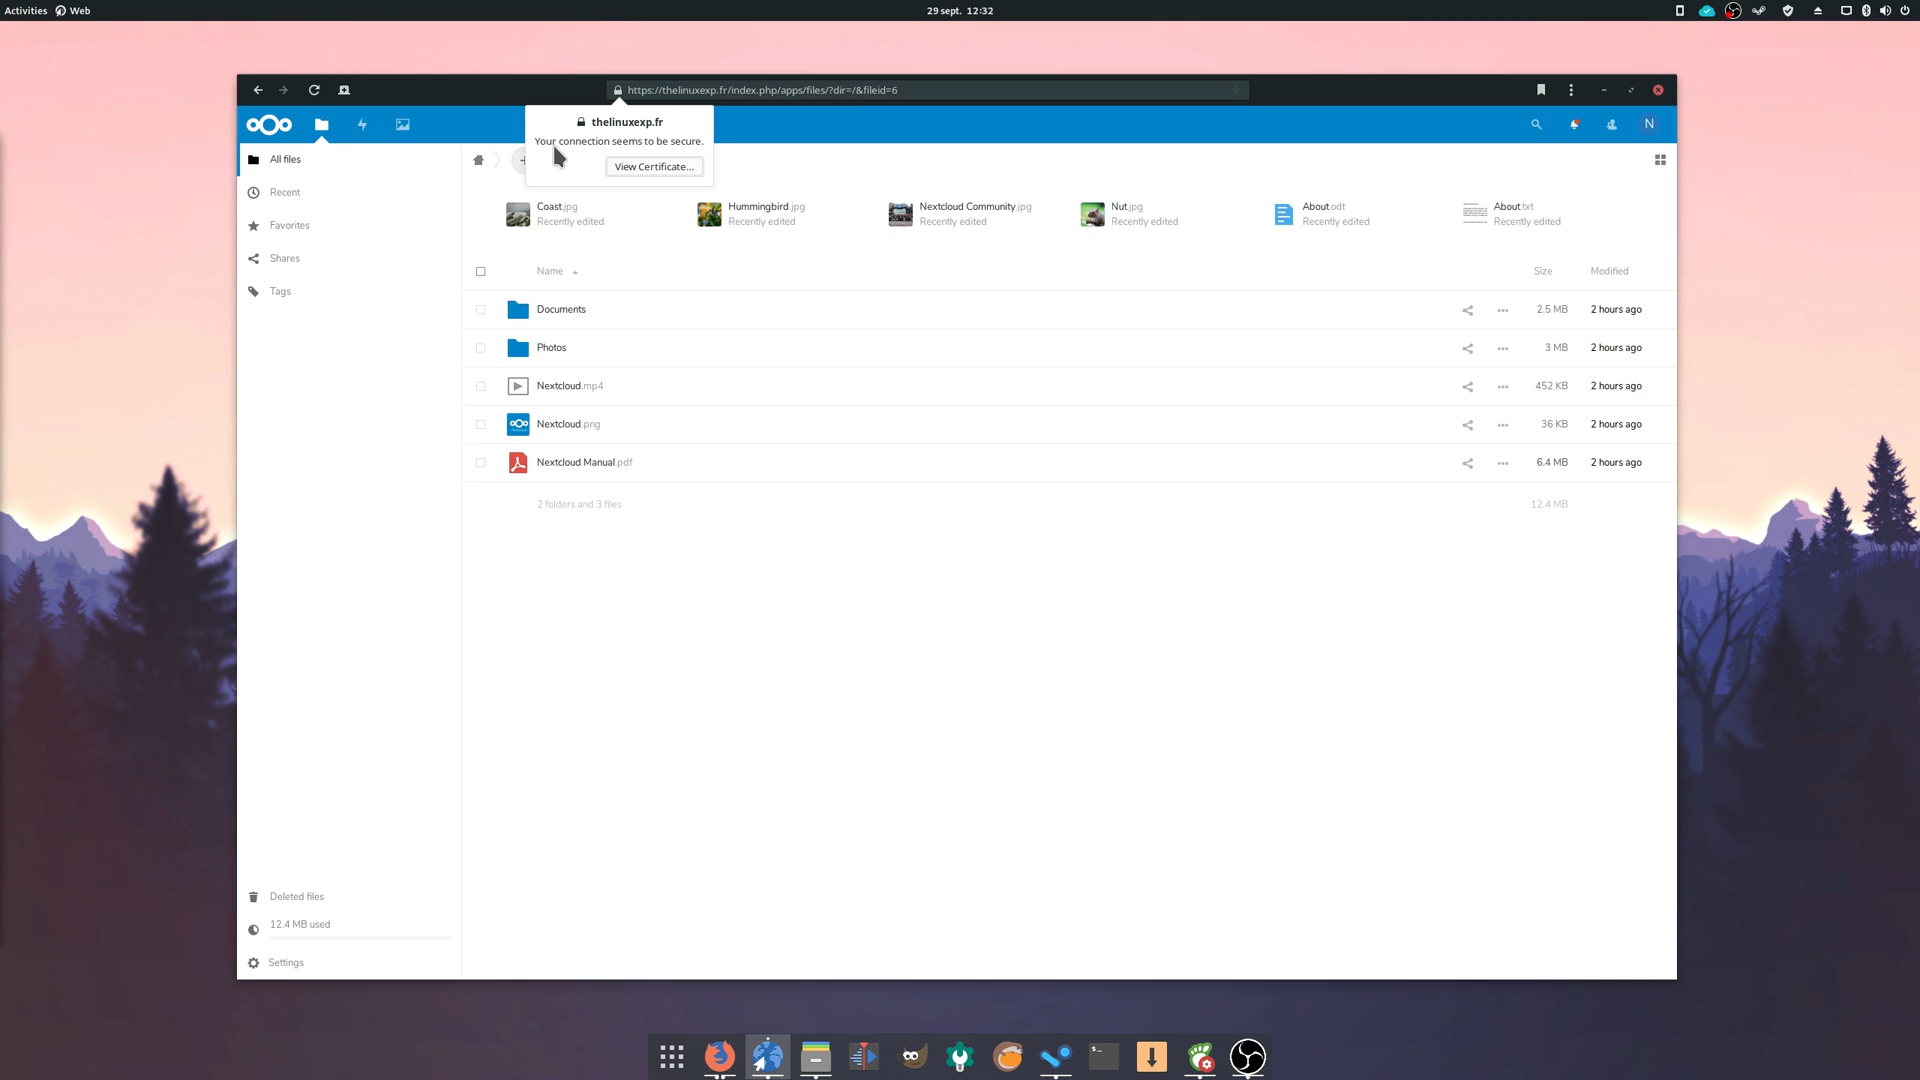 Activities Web 29 sept. 12:32
https://thelinuxexp.fr/index.php/apps/files/?dir=/&fileid=6
thelinuxexp.fr
Your connection seems to be secure.
View Certificate...
N
All files
Recent
Favorites
Shares
Tags
Coast.jpg
Recently edited
Hummingbird.jpg
Recently edited
Nextcloud Community.jpg
Recently edited
Nut.jpg
Recently edited
About.odt
Recently edited
About.txt
Recently edited
Name Size Modified
Documents 2.5 MB 2 hours ago
Photos 3 MB 2 hours ago
Nextcloud.mp4 452 KB 2 hours ago
Nextcloud.png 36 KB 2 hours ago
Nextcloud Manual.pdf 6.4 MB 2 hours ago
2 folders and 3 files 12.4 MB
Deleted files
12.4 MB used
Settings